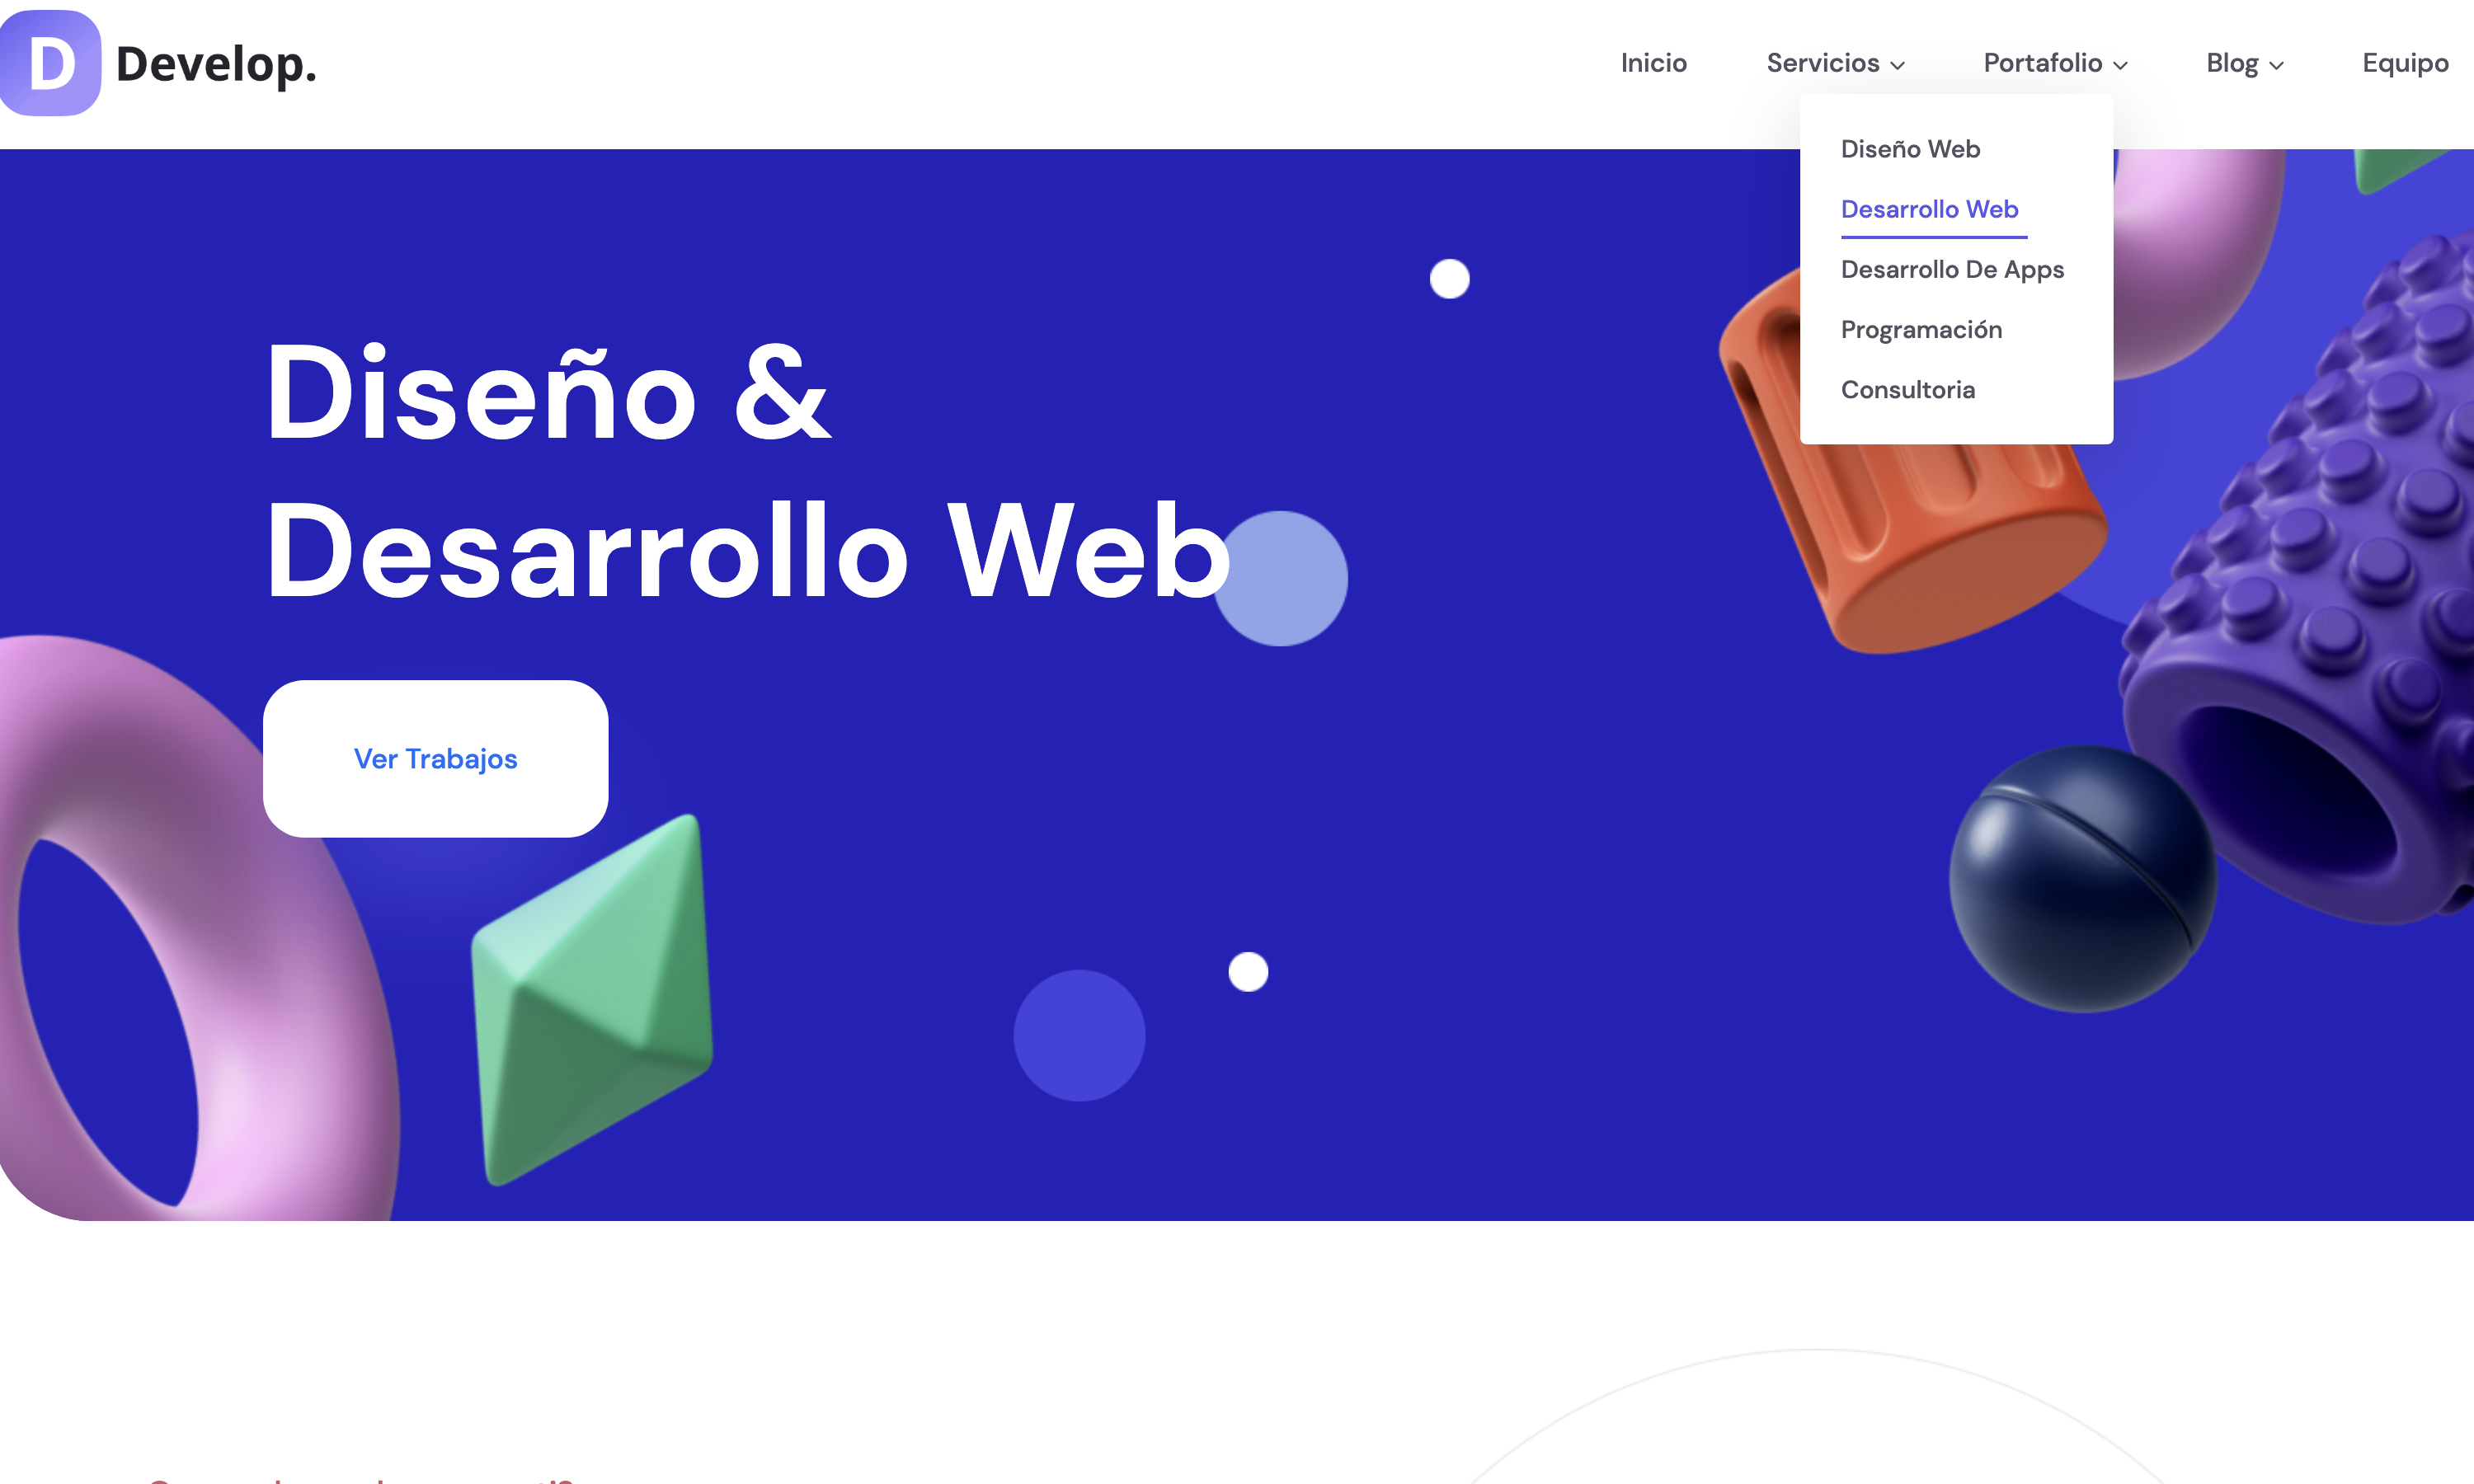 D Develop.
Inicio Servicios Portafolio Blog Equipo
Diseño Web
Desarrollo Web
Desarrollo De Apps
Programación
Consultoria
Diseño &
Desarrollo Web
Ver Trabajos